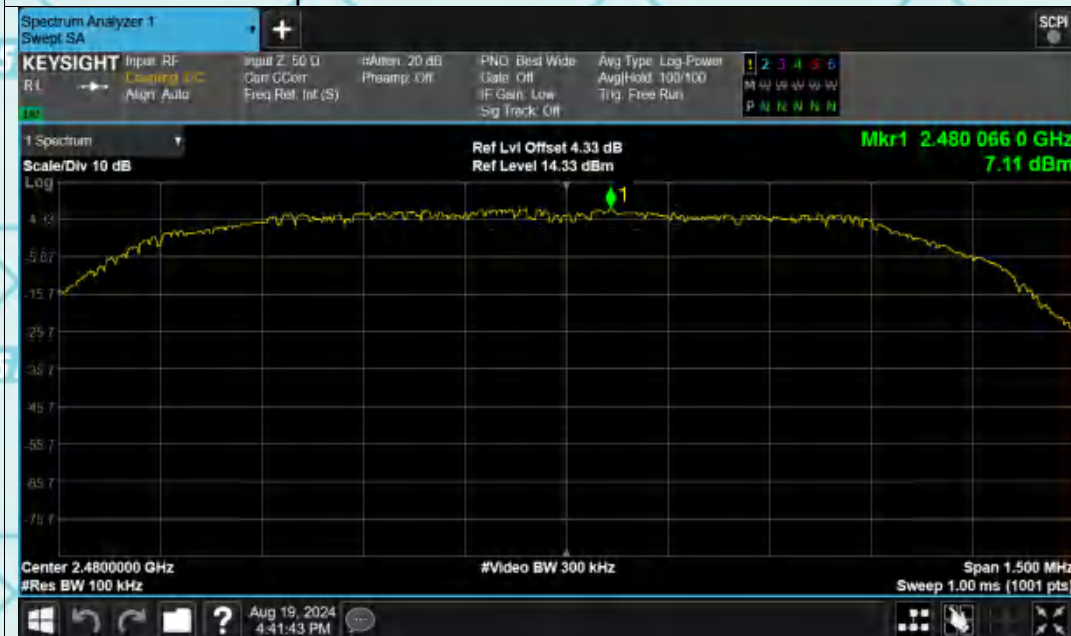 Spectrum Analyzer 1
Swept SA
+
SCPI
KEYSIGHT
Input: RF
Input Z: 50 Ω
#Atten: 20 dB
PNO: Best Wide
Avg Type: Log-Power
1 2 3 4 5 6
R L
Coupling: DC
Corr CCorr
Preamp: Off
Gate: Off
Avg|Hold: 100/100
M W W W W W
Align: Auto
Freq Ref: Int (S)
IF Gain: Low
Trig: Free Run
P N N N N N
Sig Track: Off
1 Spectrum
Ref Lvl Offset 4.33 dB
Mkr1 2.480 066 0 GHz
Scale/Div 10 dB
Ref Level 14.33 dBm
7.11 dBm
Log
1
4.33
-5.67
-15.7
-25.7
-35.7
-45.7
-55.7
-65.7
-75.7
Center 2.4800000 GHz
#Video BW 300 kHz
Span 1.500 MHz
#Res BW 100 kHz
Sweep 1.00 ms (1001 pts)
?
Aug 19, 2024
4:41:43 PM